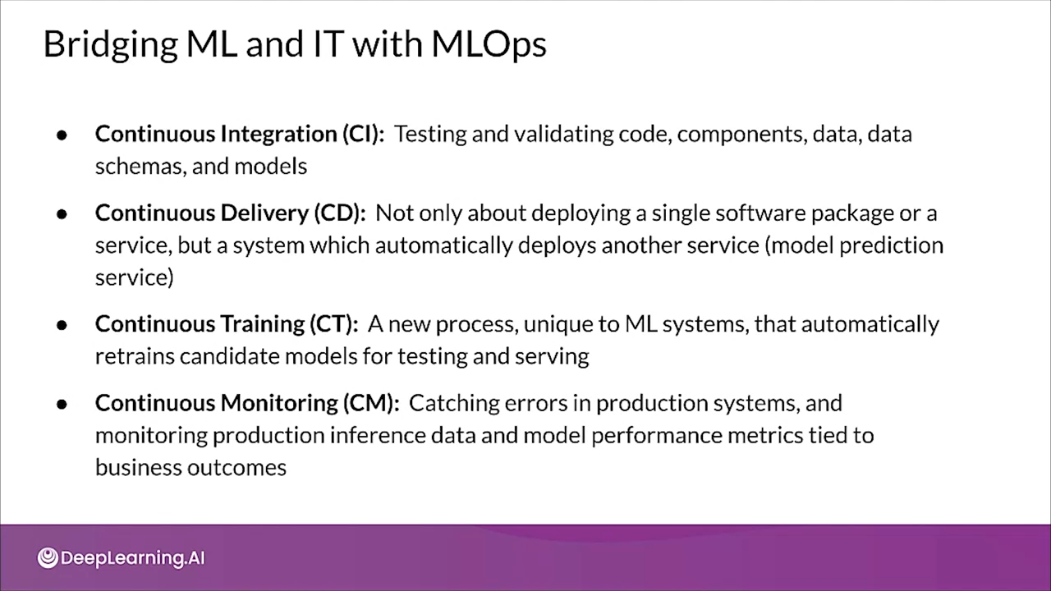 Bridging ML and IT with MLOps
● Continuous Integration (CI): Testing and validating code, components, data, data
schemas, and models
● Continuous Delivery (CD): Not only about deploying a single software package or a
service, but a system which automatically deploys another service (model prediction
service)
● Continuous Training (CT): A new process, unique to ML systems, that automatically
retrains candidate models for testing and serving
● Continuous Monitoring (CM): Catching errors in production systems, and
monitoring production inference data and model performance metrics tied to
business outcomes
DeepLearning.AI